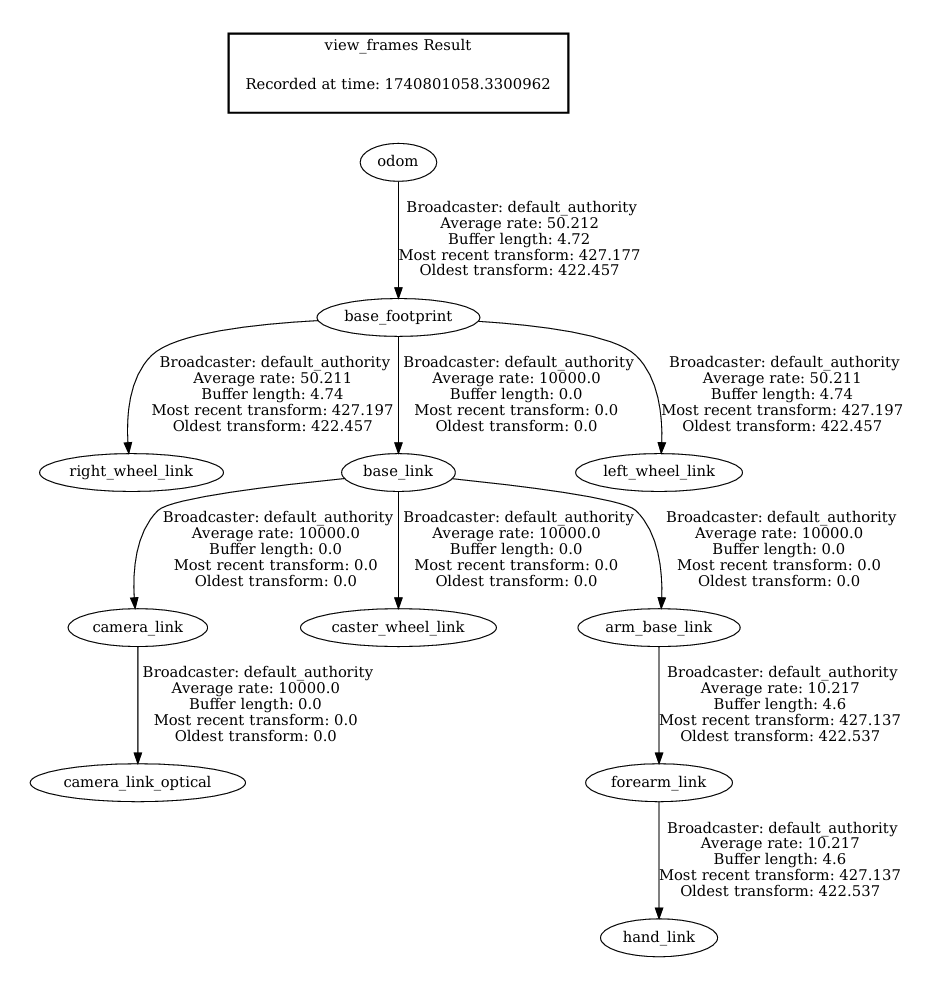 view_frames Result
Recorded at time: 1740801058.3300962
odom
Broadcaster: default_authority
Average rate: 50.212
Buffer length: 4.72
Most recent transform: 427.177
Oldest transform: 422.457
base_footprint
Broadcaster: default_authority
Average rate: 50.211
Buffer length: 4.74
Most recent transform: 427.197
Oldest transform: 422.457
Broadcaster: default_authority
Average rate: 10000.0
Buffer length: 0.0
Most recent transform: 0.0
Oldest transform: 0.0
Broadcaster: default_authority
Average rate: 50.211
Buffer length: 4.74
Most recent transform: 427.197
Oldest transform: 422.457
right_wheel_link
base_link
left_wheel_link
Broadcaster: default_authority
Average rate: 10000.0
Buffer length: 0.0
Most recent transform: 0.0
Oldest transform: 0.0
Broadcaster: default_authority
Average rate: 10000.0
Buffer length: 0.0
Most recent transform: 0.0
Oldest transform: 0.0
Broadcaster: default_authority
Average rate: 10000.0
Buffer length: 0.0
Most recent transform: 0.0
Oldest transform: 0.0
camera_link
caster_wheel_link
arm_base_link
Broadcaster: default_authority
Average rate: 10000.0
Buffer length: 0.0
Most recent transform: 0.0
Oldest transform: 0.0
Broadcaster: default_authority
Average rate: 10.217
Buffer length: 4.6
Most recent transform: 427.137
Oldest transform: 422.537
camera_link_optical
forearm_link
Broadcaster: default_authority
Average rate: 10.217
Buffer length: 4.6
Most recent transform: 427.137
Oldest transform: 422.537
hand_link